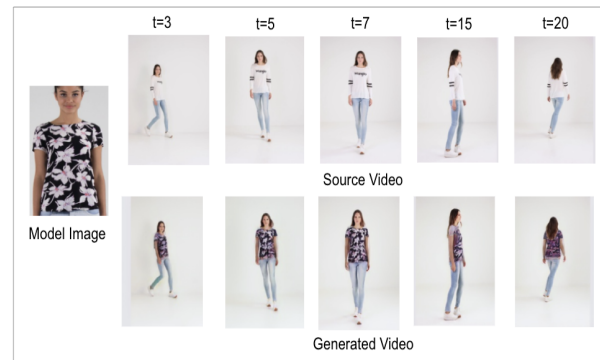 t=3 t=5 t=7 t=15 t=20
Source Video
Model Image
Generated Video